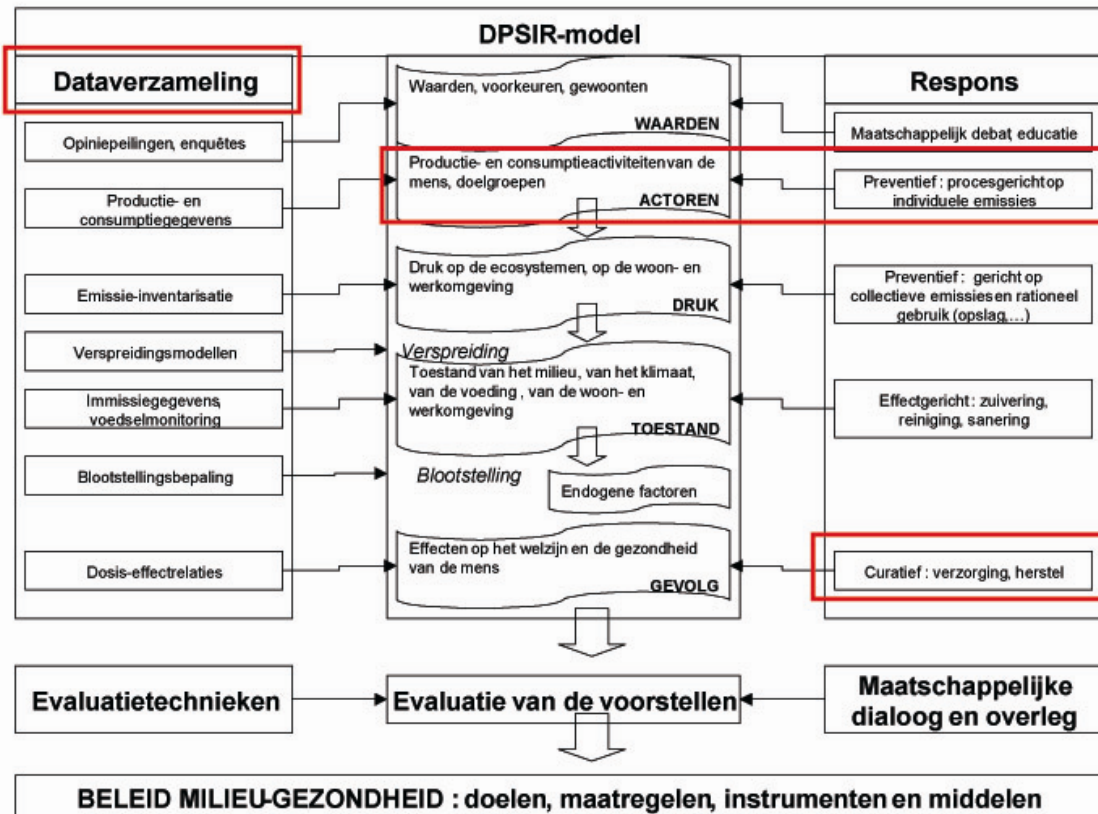 DPSIR-model
Dataverzameling
Opiniepeilingen, enquêtes
Productie- en
consumptiegegevens
Emissie-inventarisatie
Verspreidingsmodellen
Immissiegegevens,
voedselmonitoring
Blootstellingsbepaling
Dosis-effectrelaties
Waarden, voorkeuren, gewoonten
WAARDEN
Productie- en consumptieactiviteiten van de
mens, doelgroepen
ACTOREN
Druk op de ecosystemen, op de woon- en
werkomgeving
DRUK
Verspreiding
Toestand van het milieu, van het klimaat,
van de voeding , van de woon- en
werkomgeving
TOESTAND
Blootstelling
Endogene factoren
Effecten op het welzijn en de gezondheid
van de mens
GEVOLG
Respons
Maatschappelijk debat, educatie
Preventief : procesgericht op
individuele emissies
Preventief : gericht op
collectieve emissies en rationeel
gebruik (opslag,...)
Effectgericht : zuivering,
reiniging, sanering
Curatief : verzorging, herstel
Evaluatietechnieken
Evaluatie van de voorstellen
Maatschappelijke
dialoog en overleg
BELEID MILIEU-GEZONDHEID : doelen, maatregelen, instrumenten en middelen